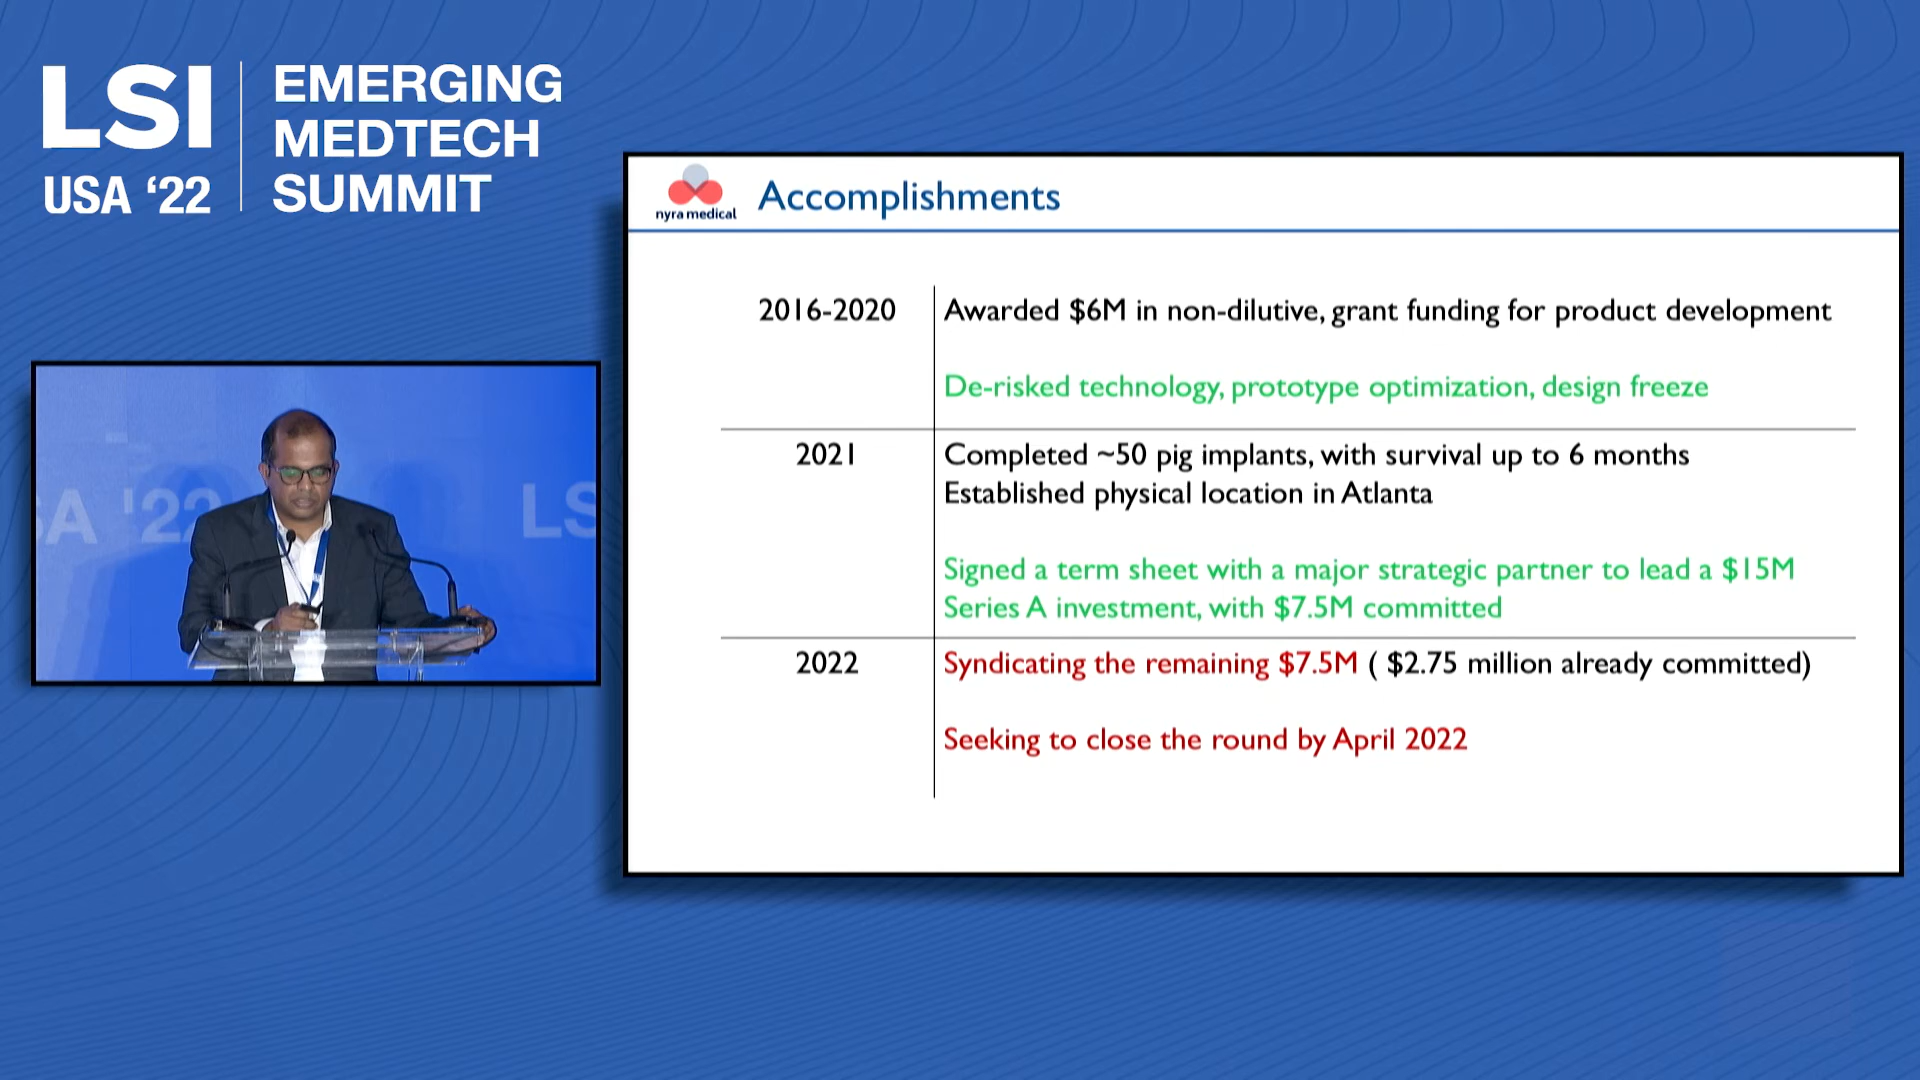 LSI
USA ‘22
EMERGING
MEDTECH
SUMMIT
nyra medical
Accomplishments
2016-2020
Awarded $6M in non-dilutive, grant funding for product development
De-risked technology, prototype optimization, design freeze
2021
Completed ~50 pig implants, with survival up to 6 months
Established physical location in Atlanta
Signed a term sheet with a major strategic partner to lead a $15M
Series A investment, with $7.5M committed
2022
Syndicating the remaining $7.5M ( $2.75 million already committed)
Seeking to close the round by April 2022
SA '22
LS